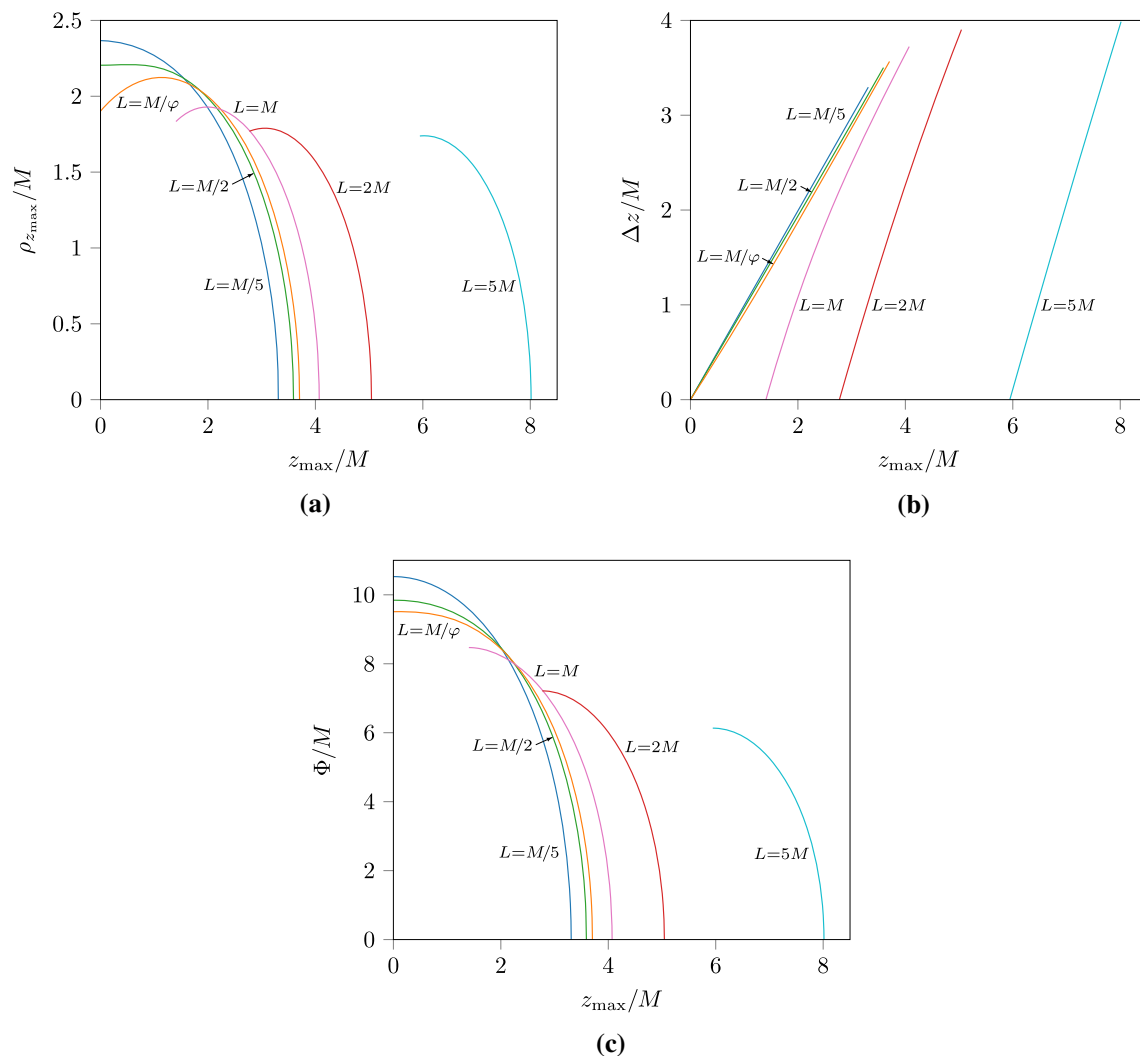 2.5
2
1.5
1
0.5
0
0
2
4
6
8
ρ_{z_max}/M
z_max/M
L=M/φ
L=M
L=M/2
L=2M
L=M/5
L=5M
(a)
4
3
2
1
0
0
2
4
6
8
Δz/M
z_max/M
L=M/5
L=M/2
L=M/φ
L=M
L=2M
L=5M
(b)
10
8
6
4
2
0
0
2
4
6
8
Φ/M
z_max/M
L=M/φ
L=M
L=M/2
L=2M
L=M/5
L=5M
(c)